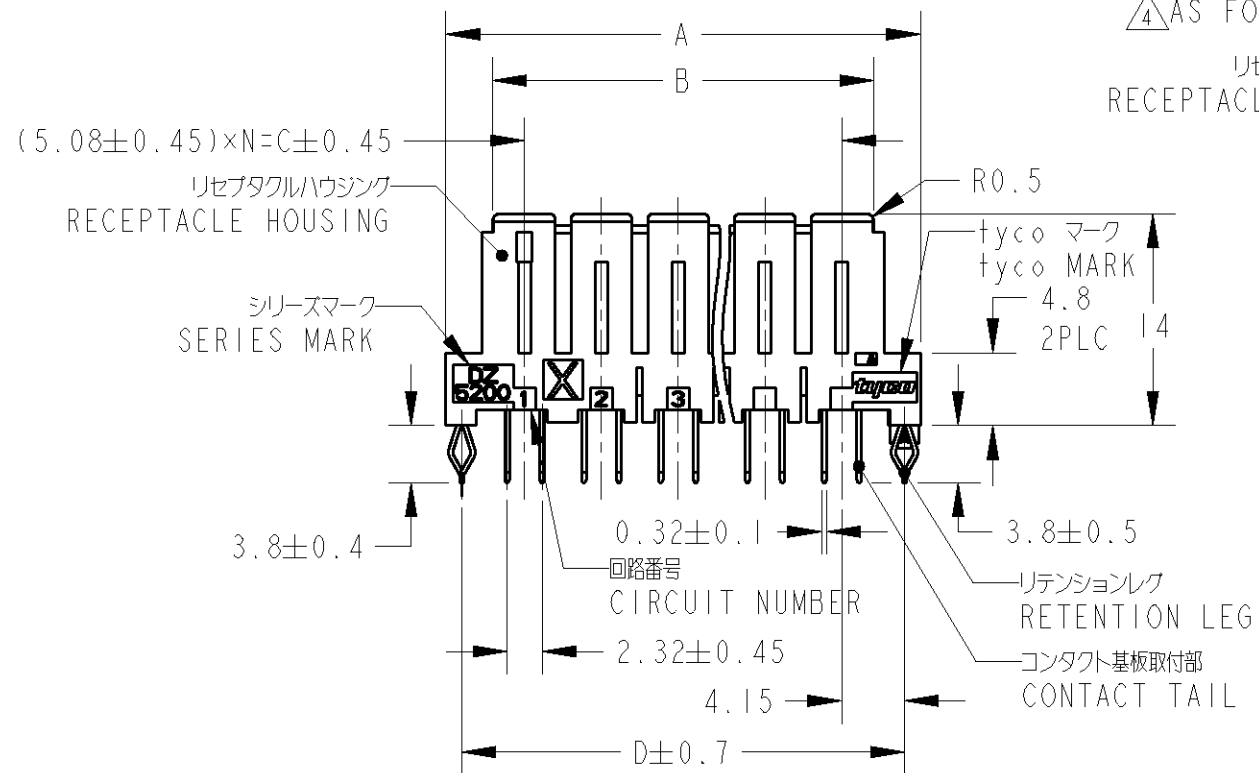 4 AS FO
A
リセ
RECEPTACL
B
(5.08±0.45)×N=C±0.45
R0.5
リセプタクルハウジング
RECEPTACLE HOUSING
tyco マーク
tyco MARK
4.8
2PLC
14
シリーズマーク
SERIES MARK
DZ
5200
X
tyco
1
2
3
3.8±0.4
0.32±0.1
3.8±0.5
回路番号
CIRCUIT NUMBER
リテンションレグ
RETENTION LEG
2.32±0.45
コンタクト基板取付部
CONTACT TAIL
4.15
D±0.7